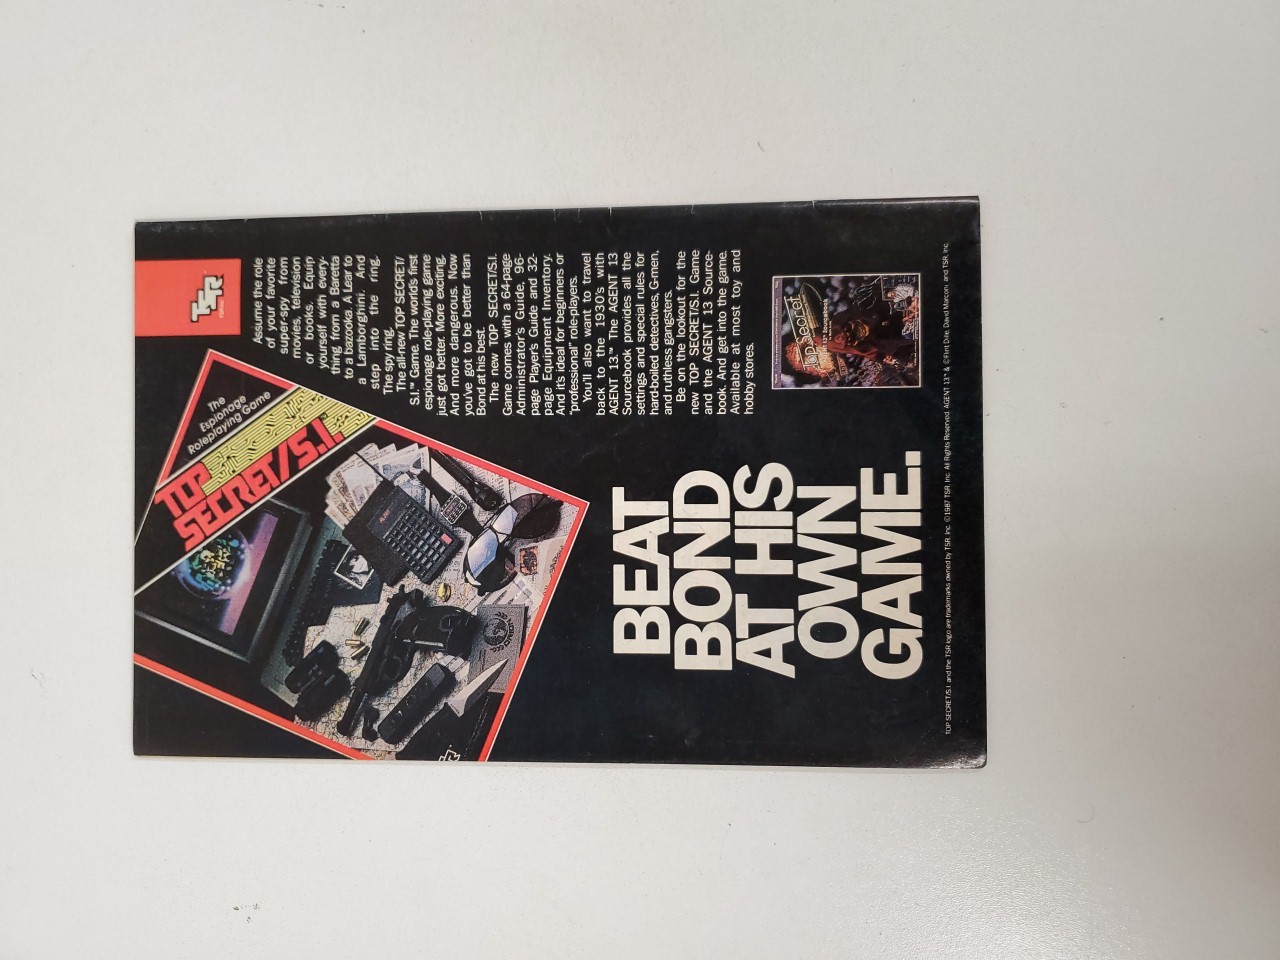 TSR
The
Espionage
Roleplaying Game
TOP
SECRET/S.I.
Assume the role
of your favorite
super-spy from
movies, television
or books. Equip
yourself with every-
thing from a Baretta
to a bazooka. A Lear to
a Lamborghini. And
step into the ring.
The spy ring.
The all-new TOP SECRET/
S.I.™ Game. The world's first
espionage role-playing game
just got better. More exciting.
And more dangerous. Now
you've got to be better than
Bond at his best.
The new TOP SECRET/S.I.
Game comes with a 64-page
Administrator's Guide, 96-
page Player's Guide and 32-
page Equipment Inventory.
And it's ideal for beginners or
"professional" role-players.
You'll also want to travel
back to the 1930's with
AGENT 13™ The AGENT 13
Sourcebook provides all the
settings and special rules for
hard-boiled detectives, G-men,
and ruthless gangsters.
Be on the lookout for the
new TOP SECRET/S.I. Game
and the AGENT 13 Source-
book. And get into the game.
Available at most toy and
hobby stores.
BEAT
BOND
AT HIS
OWN
GAME.
Top Secret
TOP SECRET/S.I. and the TSR logo are trademarks owned by TSR, Inc. ©1987 TSR, Inc. All Rights Reserved. AGENT 13™ & ©Flint Dille, David Marconi, and TSR, Inc.